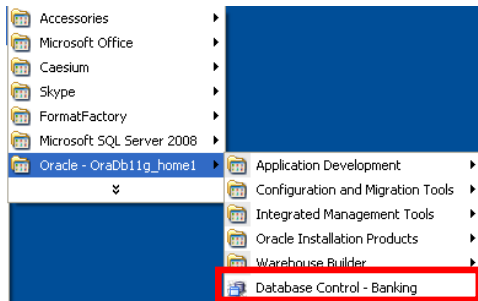 Accessories
Microsoft Office
Caesium
Skype
FormatFactory
Microsoft SQL Server 2008
Oracle - OraDb11g_home1
Application Development
Configuration and Migration Tools
Integrated Management Tools
Oracle Installation Products
Warehouse Builder
Database Control - Banking